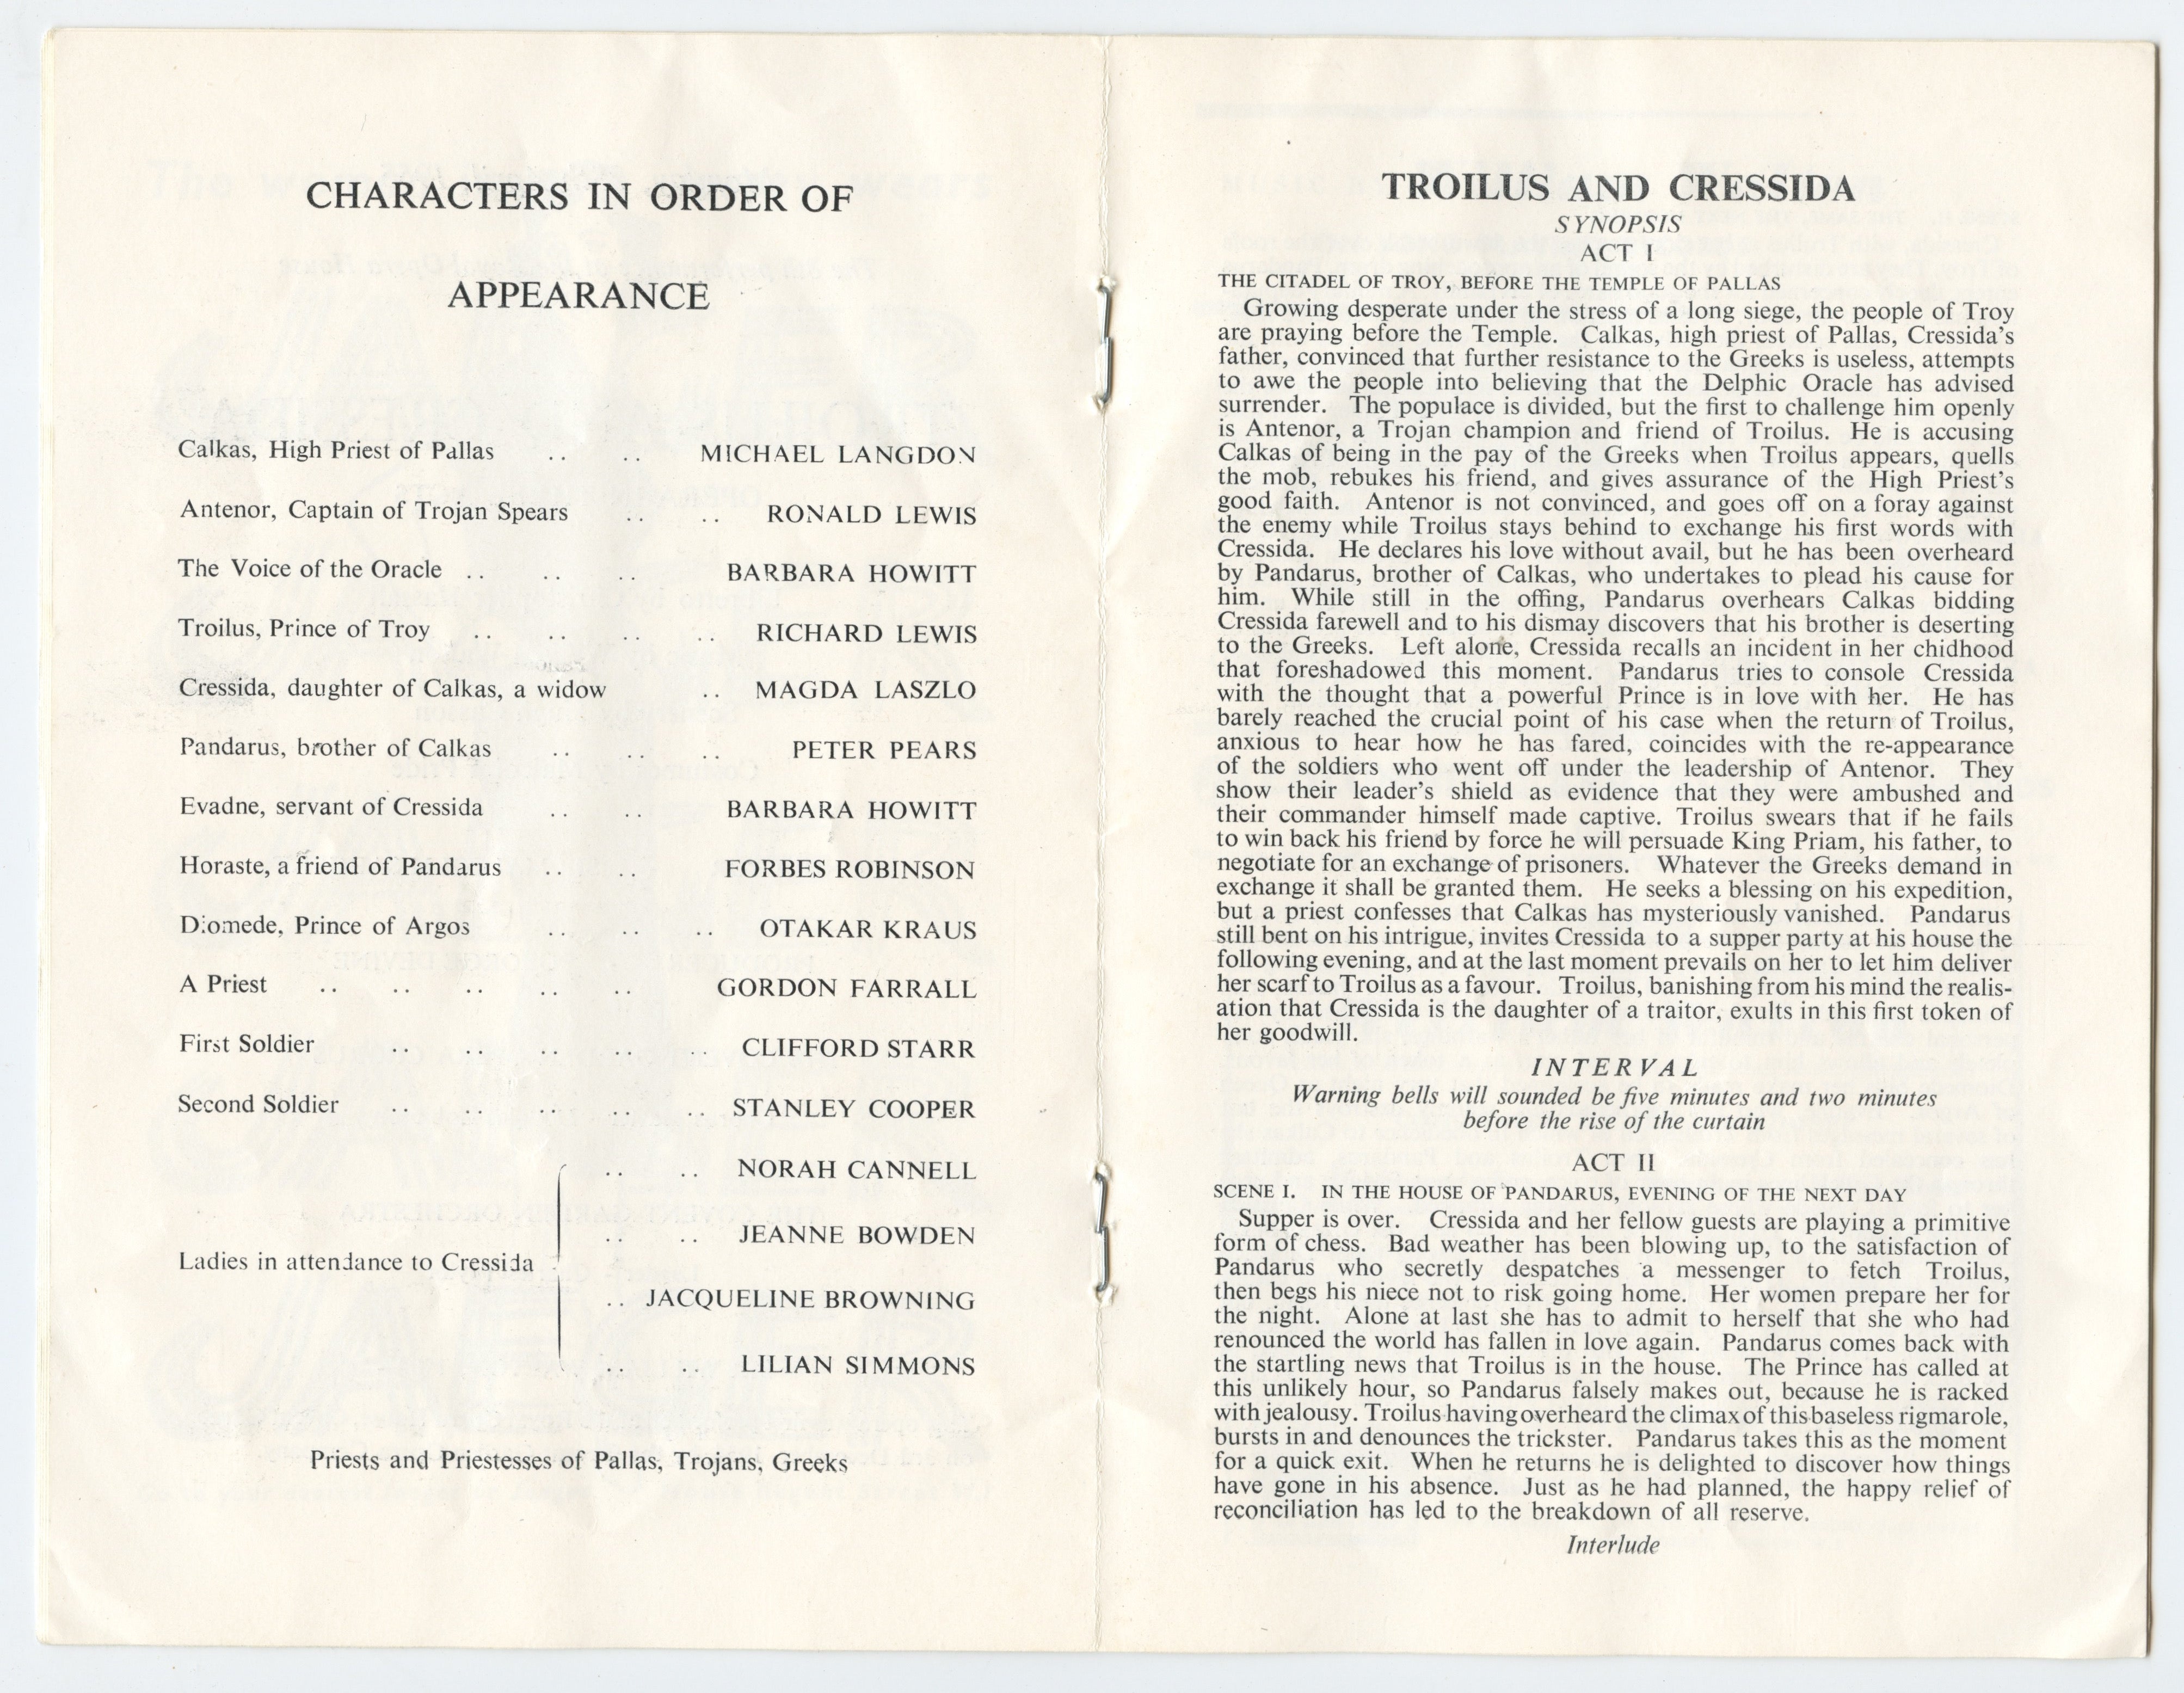 CHARACTERS IN ORDER OF
APPEARANCE
Calkas, High Priest of Pallas .. .. MICHAEL LANGDON
Antenor, Captain of Trojan Spears .. .. RONALD LEWIS
The Voice of the Oracle .. .. .. BARBARA HOWITT
Troilus, Prince of Troy .. .. .. .. RICHARD LEWIS
Cressida, daughter of Calkas, a widow .. MAGDA LASZLO
Pandarus, brother of Calkas .. .. .. PETER PEARS
Evadne, servant of Cressida .. .. BARBARA HOWITT
Horaste, a friend of Pandarus .. .. FORBES ROBINSON
Diomede, Prince of Argos .. .. .. OTAKAR KRAUS
A Priest .. .. .. .. .. GORDON FARRALL
First Soldier .. .. .. .. .. CLIFFORD STARR
Second Soldier .. .. .. .. .. STANLEY COOPER
.. .. NORAH CANNELL
.. .. JEANNE BOWDEN
Ladies in attendance to Cressida
.. JACQUELINE BROWNING
.. .. LILIAN SIMMONS
Priests and Priestesses of Pallas, Trojans, Greeks
TROILUS AND CRESSIDA
SYNOPSIS
ACT I
THE CITADEL OF TROY, BEFORE THE TEMPLE OF PALLAS
Growing desperate under the stress of a long siege, the people of Troy
are praying before the Temple. Calkas, high priest of Pallas, Cressida's
father, convinced that further resistance to the Greeks is useless, attempts
to awe the people into believing that the Delphic Oracle has advised
surrender. The populace is divided, but the first to challenge him openly
is Antenor, a Trojan champion and friend of Troilus. He is accusing
Calkas of being in the pay of the Greeks when Troilus appears, quells
the mob, rebukes his friend, and gives assurance of the High Priest's
good faith. Antenor is not convinced, and goes off on a foray against
the enemy while Troilus stays behind to exchange his first words with
Cressida. He declares his love without avail, but he has been overheard
by Pandarus, brother of Calkas, who undertakes to plead his cause for
him. While still in the offing, Pandarus overhears Calkas bidding
Cressida farewell and to his dismay discovers that his brother is deserting
to the Greeks. Left alone, Cressida recalls an incident in her chidhood
that foreshadowed this moment. Pandarus tries to console Cressida
with the thought that a powerful Prince is in love with her. He has
barely reached the crucial point of his case when the return of Troilus,
anxious to hear how he has fared, coincides with the re-appearance
of the soldiers who went off under the leadership of Antenor. They
show their leader's shield as evidence that they were ambushed and
their commander himself made captive. Troilus swears that if he fails
to win back his friend by force he will persuade King Priam, his father, to
negotiate for an exchange of prisoners. Whatever the Greeks demand in
exchange it shall be granted them. He seeks a blessing on his expedition,
but a priest confesses that Calkas has mysteriously vanished. Pandarus
still bent on his intrigue, invites Cressida to a supper party at his house the
following evening, and at the last moment prevails on her to let him deliver
her scarf to Troilus as a favour. Troilus, banishing from his mind the realis-
ation that Cressida is the daughter of a traitor, exults in this first token of
her goodwill.
INTERVAL
Warning bells will sounded be five minutes and two minutes
before the rise of the curtain
ACT II
SCENE I. IN THE HOUSE OF PANDARUS, EVENING OF THE NEXT DAY
Supper is over. Cressida and her fellow guests are playing a primitive
form of chess. Bad weather has been blowing up, to the satisfaction of
Pandarus who secretly despatches a messenger to fetch Troilus,
then begs his niece not to risk going home. Her women prepare her for
the night. Alone at last she has to admit to herself that she who had
renounced the world has fallen in love again. Pandarus comes back with
the startling news that Troilus is in the house. The Prince has called at
this unlikely hour, so Pandarus falsely makes out, because he is racked
with jealousy. Troilus having overheard the climax of this baseless rigmarole,
bursts in and denounces the trickster. Pandarus takes this as the moment
for a quick exit. When he returns he is delighted to discover how things
have gone in his absence. Just as he had planned, the happy relief of
reconciliation has led to the breakdown of all reserve.
Interlude